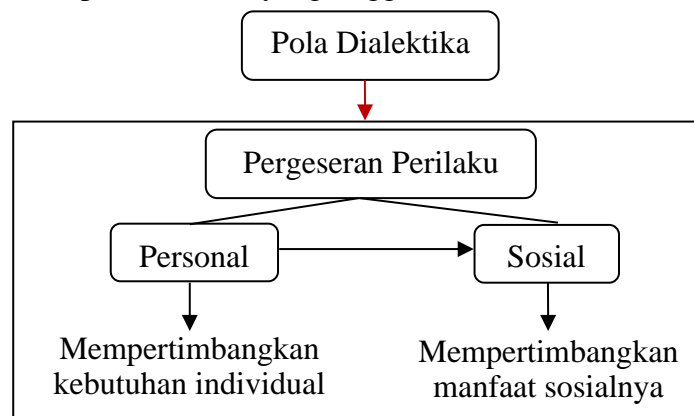 Pola Dialektika
Pergeseran Perilaku
Personal
Sosial
Mempertimbangkan
kebutuhan individual
Mempertimbangkan
manfaat sosialnya